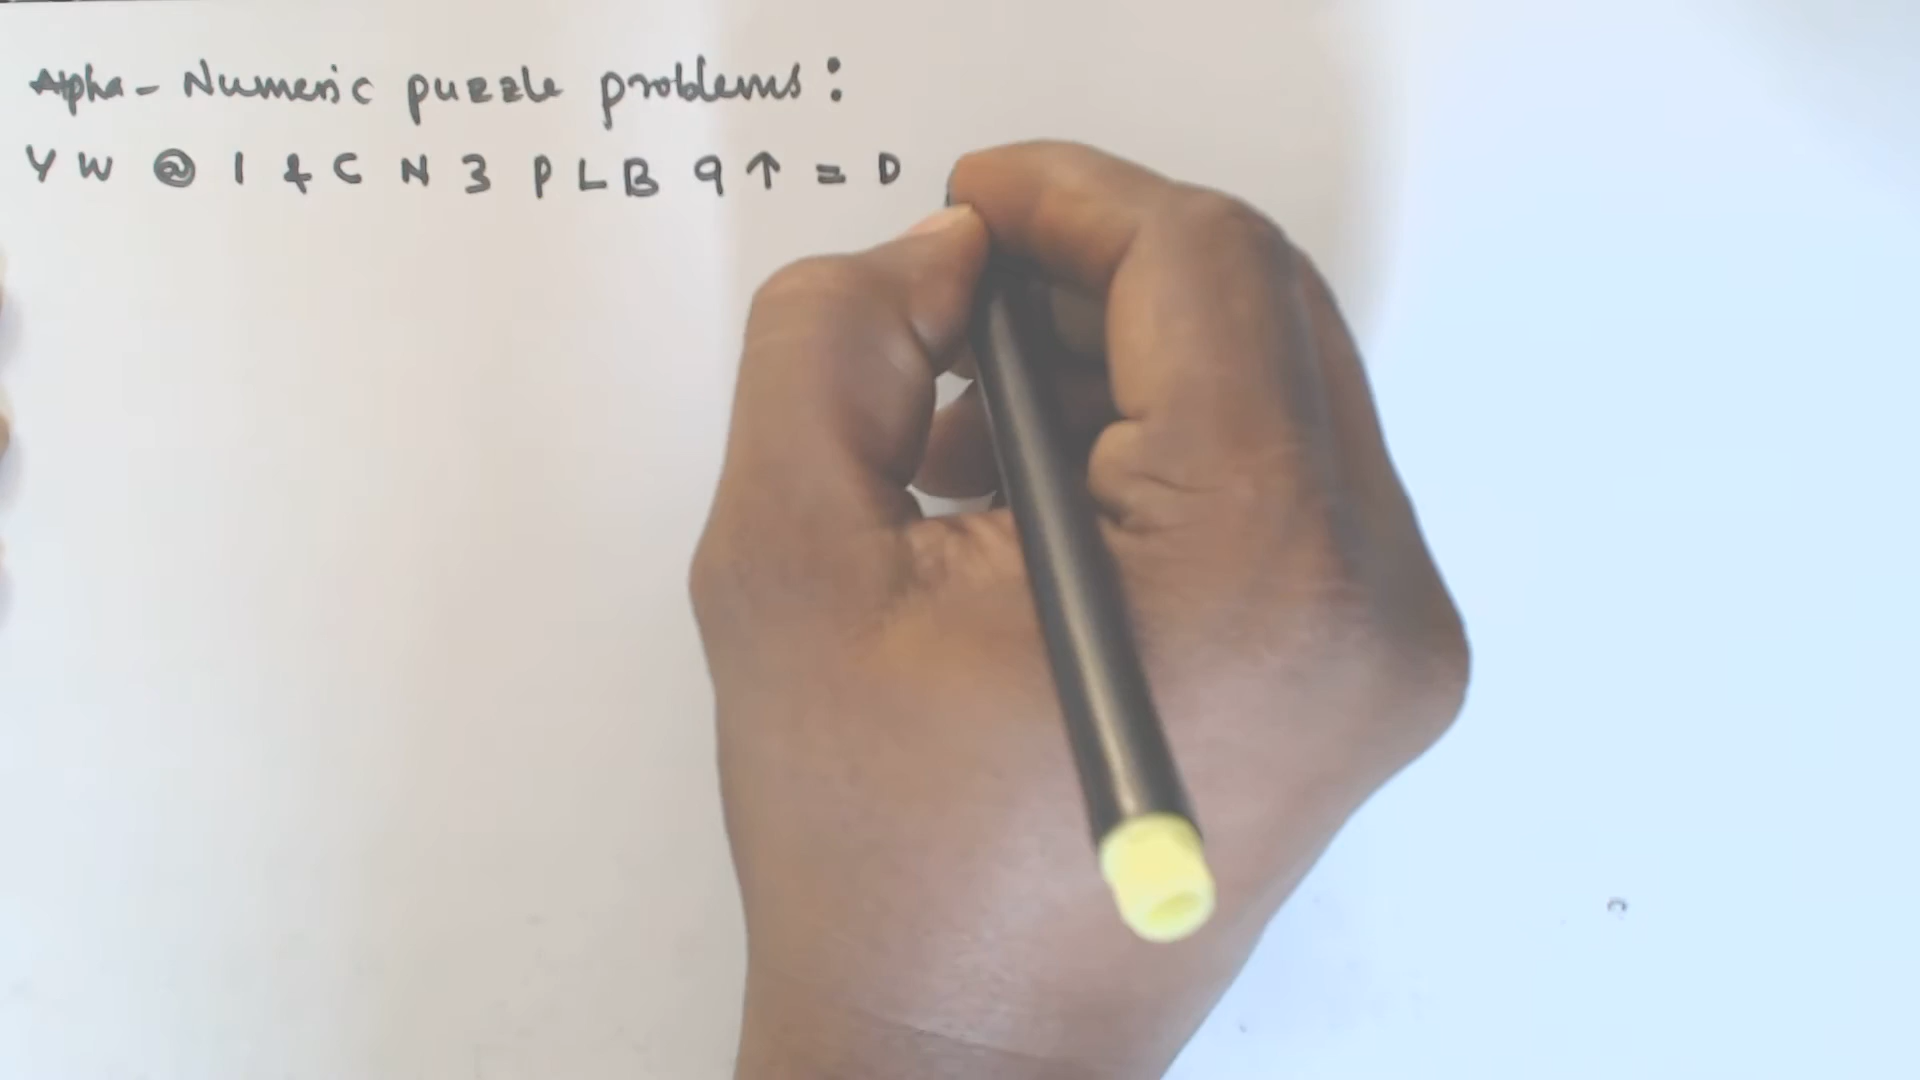 Alpha - Numeric puzzle problems :
Y W @ 1 & C N 3 P L B 9 ↑ = D